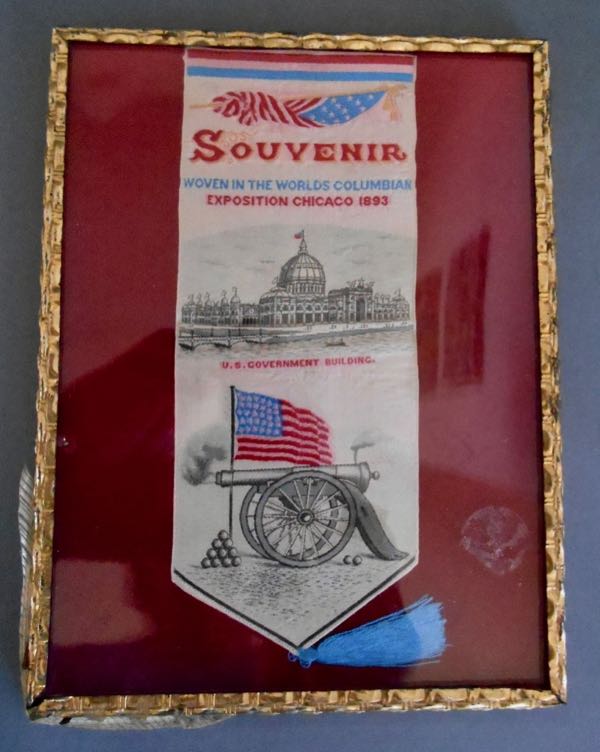 SOUVENIR
WOVEN IN THE WORLDS COLUMBIAN
EXPOSITION CHICAGO 1893
U.S. GOVERNMENT BUILDING.